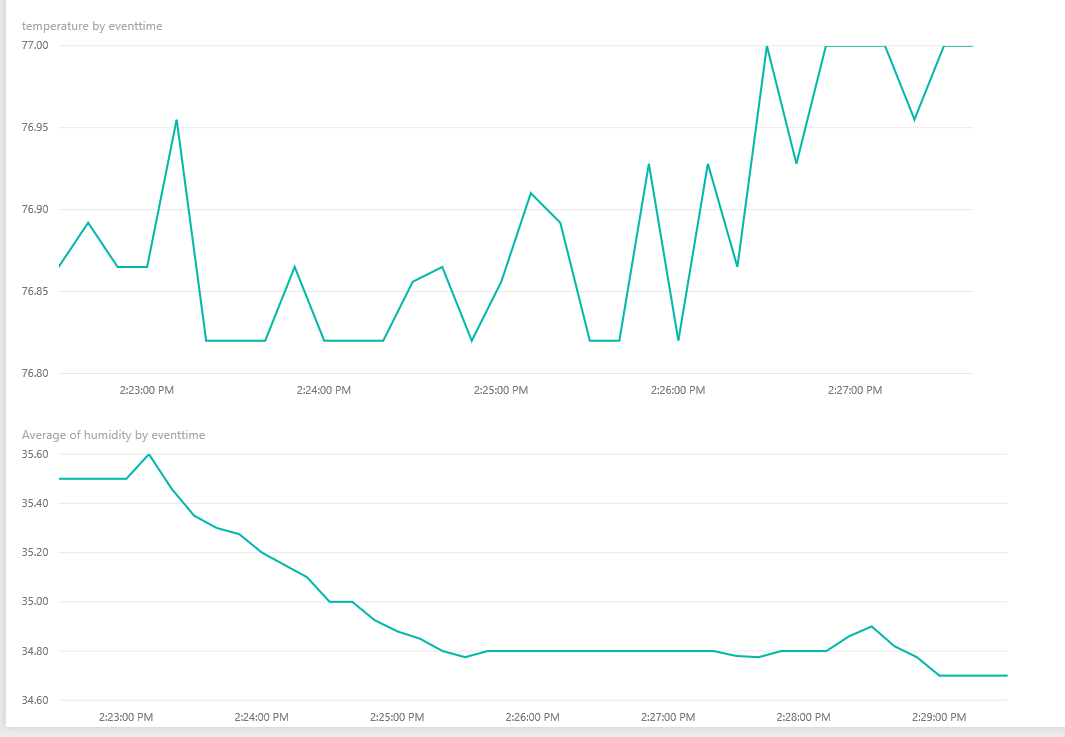 temperature by eventtime
77.00
76.95
76.90
76.85
76.80
2:23:00 PM 2:24:00 PM 2:25:00 PM 2:26:00 PM 2:27:00 PM
Average of humidity by eventtime
35.60
35.40
35.20
35.00
34.80
34.60
2:23:00 PM 2:24:00 PM 2:25:00 PM 2:26:00 PM 2:27:00 PM 2:28:00 PM 2:29:00 PM